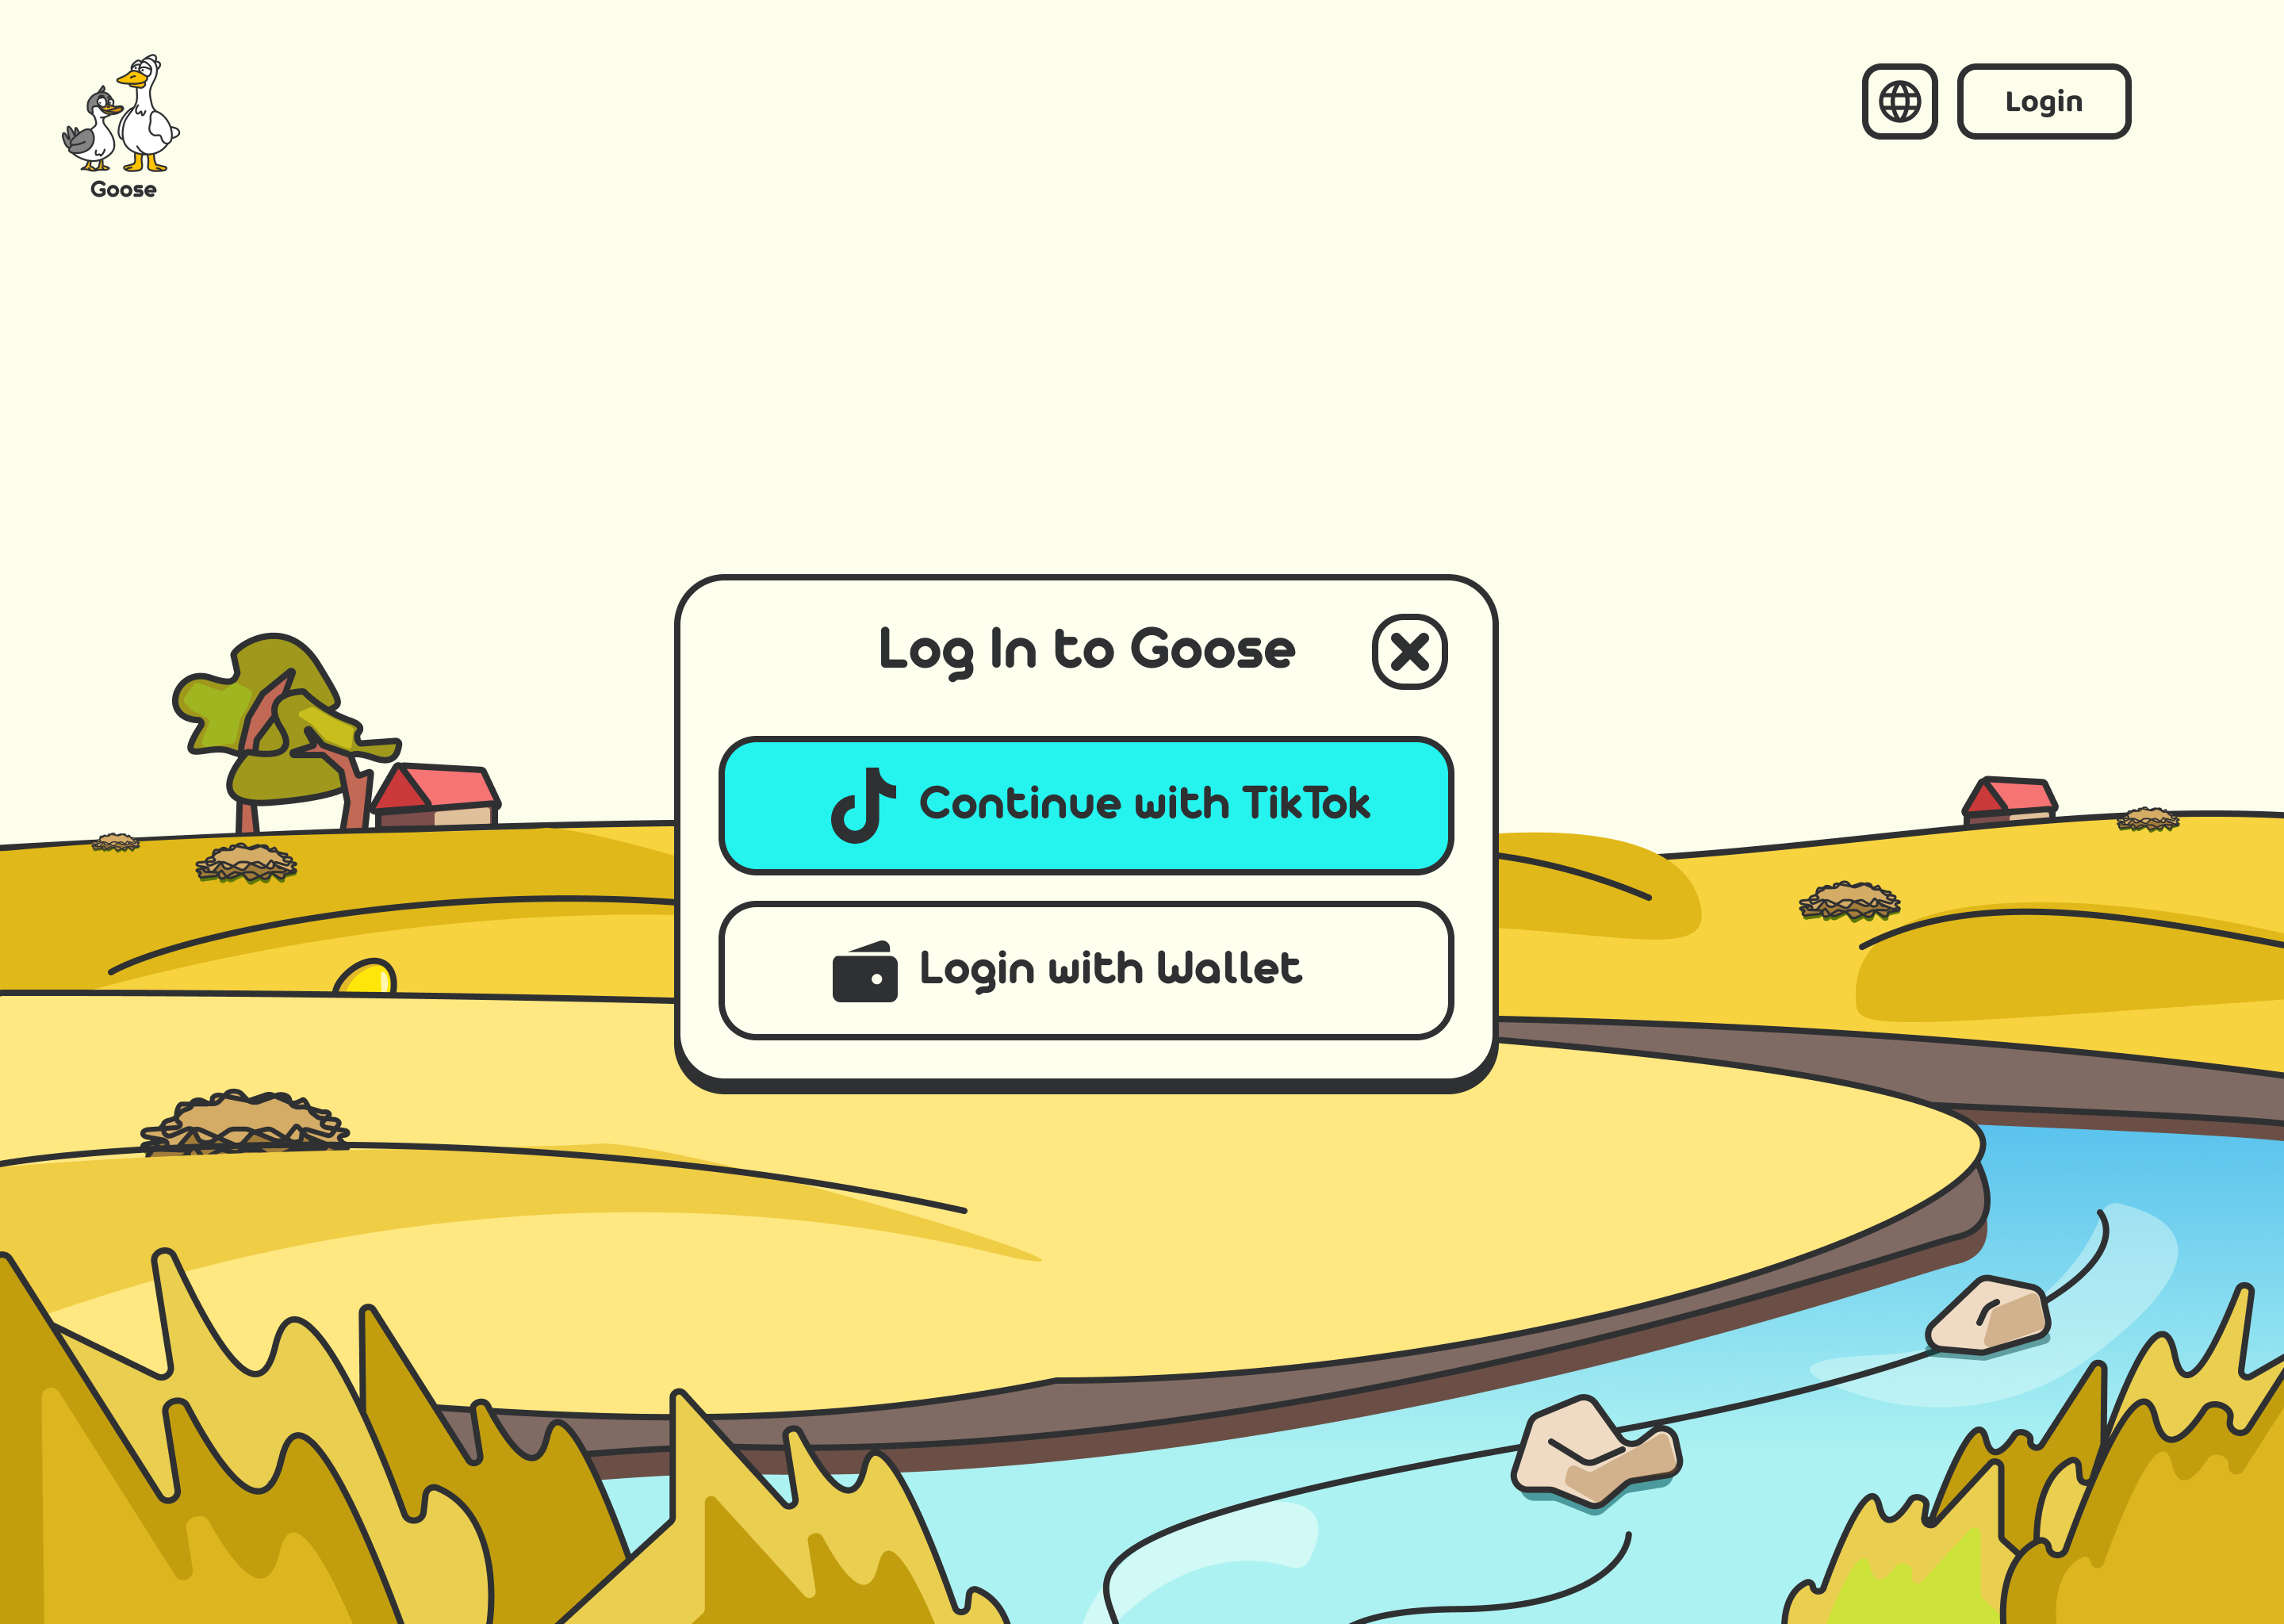 Goose
Login
Log In to Goose
Continue with TikTok
Login with Wallet